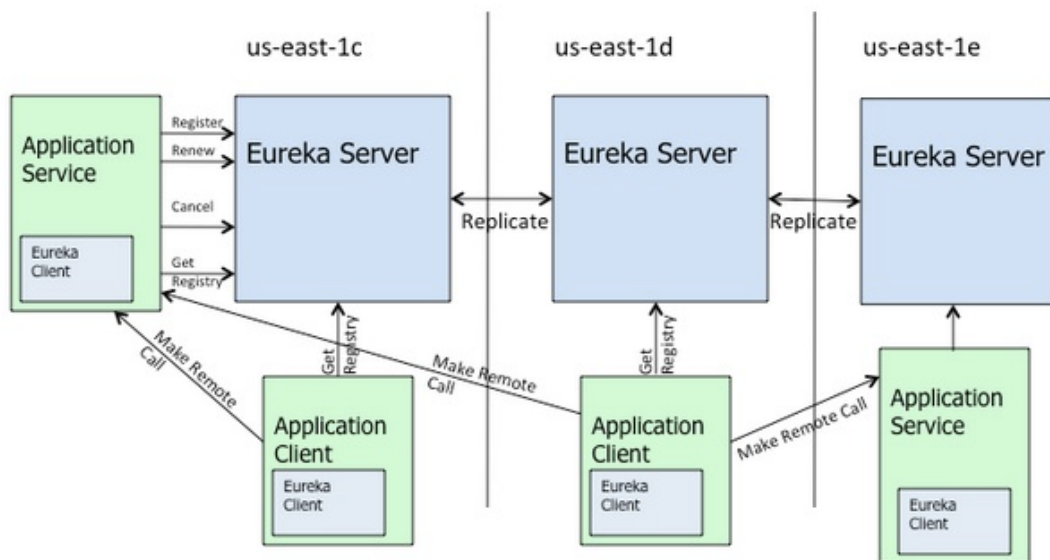 us-east-1c
us-east-1d
us-east-1e
Application
Service
Eureka
Client
Register
Renew
Cancel
Get
Registry
Eureka Server
Replicate
Eureka Server
Replicate
Eureka Server
Make Remote
Call
Get
Registry
Make Remote
Call
Get
Registry
Make Remote Call
Application
Client
Eureka
Client
Application
Client
Eureka
Client
Application
Service
Eureka
Client